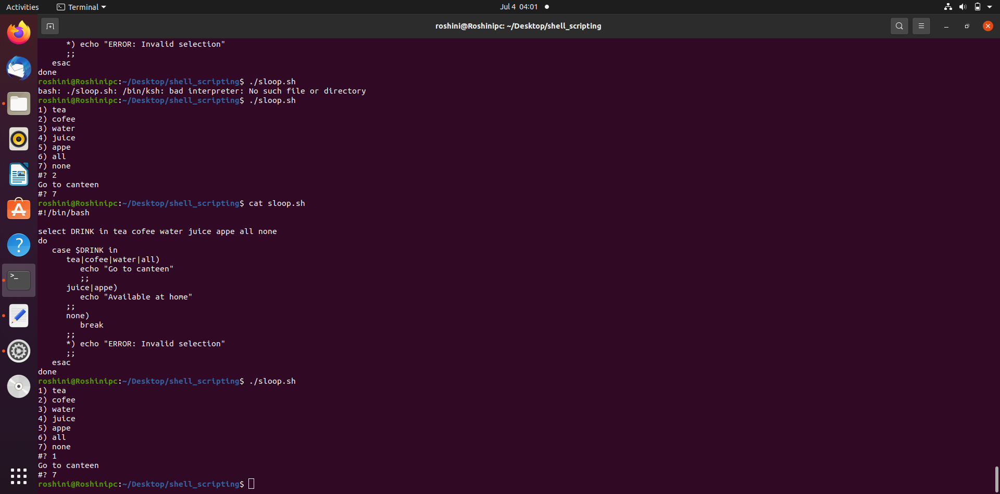 Activities
Terminal
Jul 4 04:01
roshini@Roshinipc: ~/Desktop/shell_scripting
      *) echo "ERROR: Invalid selection"
      ;;
   esac
done
roshini@Roshinipc:~/Desktop/shell_scripting$ ./sloop.sh
bash: ./sloop.sh: /bin/ksh: bad interpreter: No such file or directory
roshini@Roshinipc:~/Desktop/shell_scripting$ ./sloop.sh
1) tea
2) cofee
3) water
4) juice
5) appe
6) all
7) none
#? 2
Go to canteen
#? 7
roshini@Roshinipc:~/Desktop/shell_scripting$ cat sloop.sh
#!/bin/bash

select DRINK in tea cofee water juice appe all none
do
   case $DRINK in
      tea|cofee|water|all)
         echo "Go to canteen"
         ;;
      juice|appe)
         echo "Available at home"
      ;;
      none)
         break
      ;;
      *) echo "ERROR: Invalid selection"
      ;;
   esac
done
roshini@Roshinipc:~/Desktop/shell_scripting$ ./sloop.sh
1) tea
2) cofee
3) water
4) juice
5) appe
6) all
7) none
#? 1
Go to canteen
#? 7
roshini@Roshinipc:~/Desktop/shell_scripting$